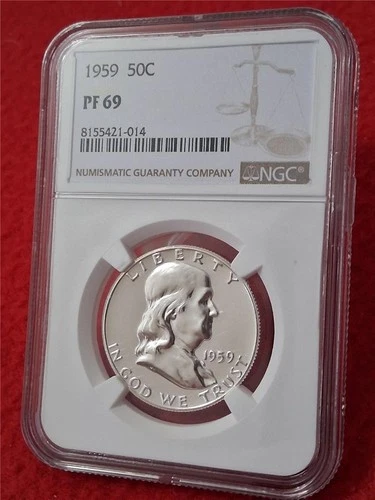 1959 50C
PF 69
8155421-014
NUMISMATIC GUARANTY COMPANY NGC®
LIBERTY
1959
IN GOD WE TRUST